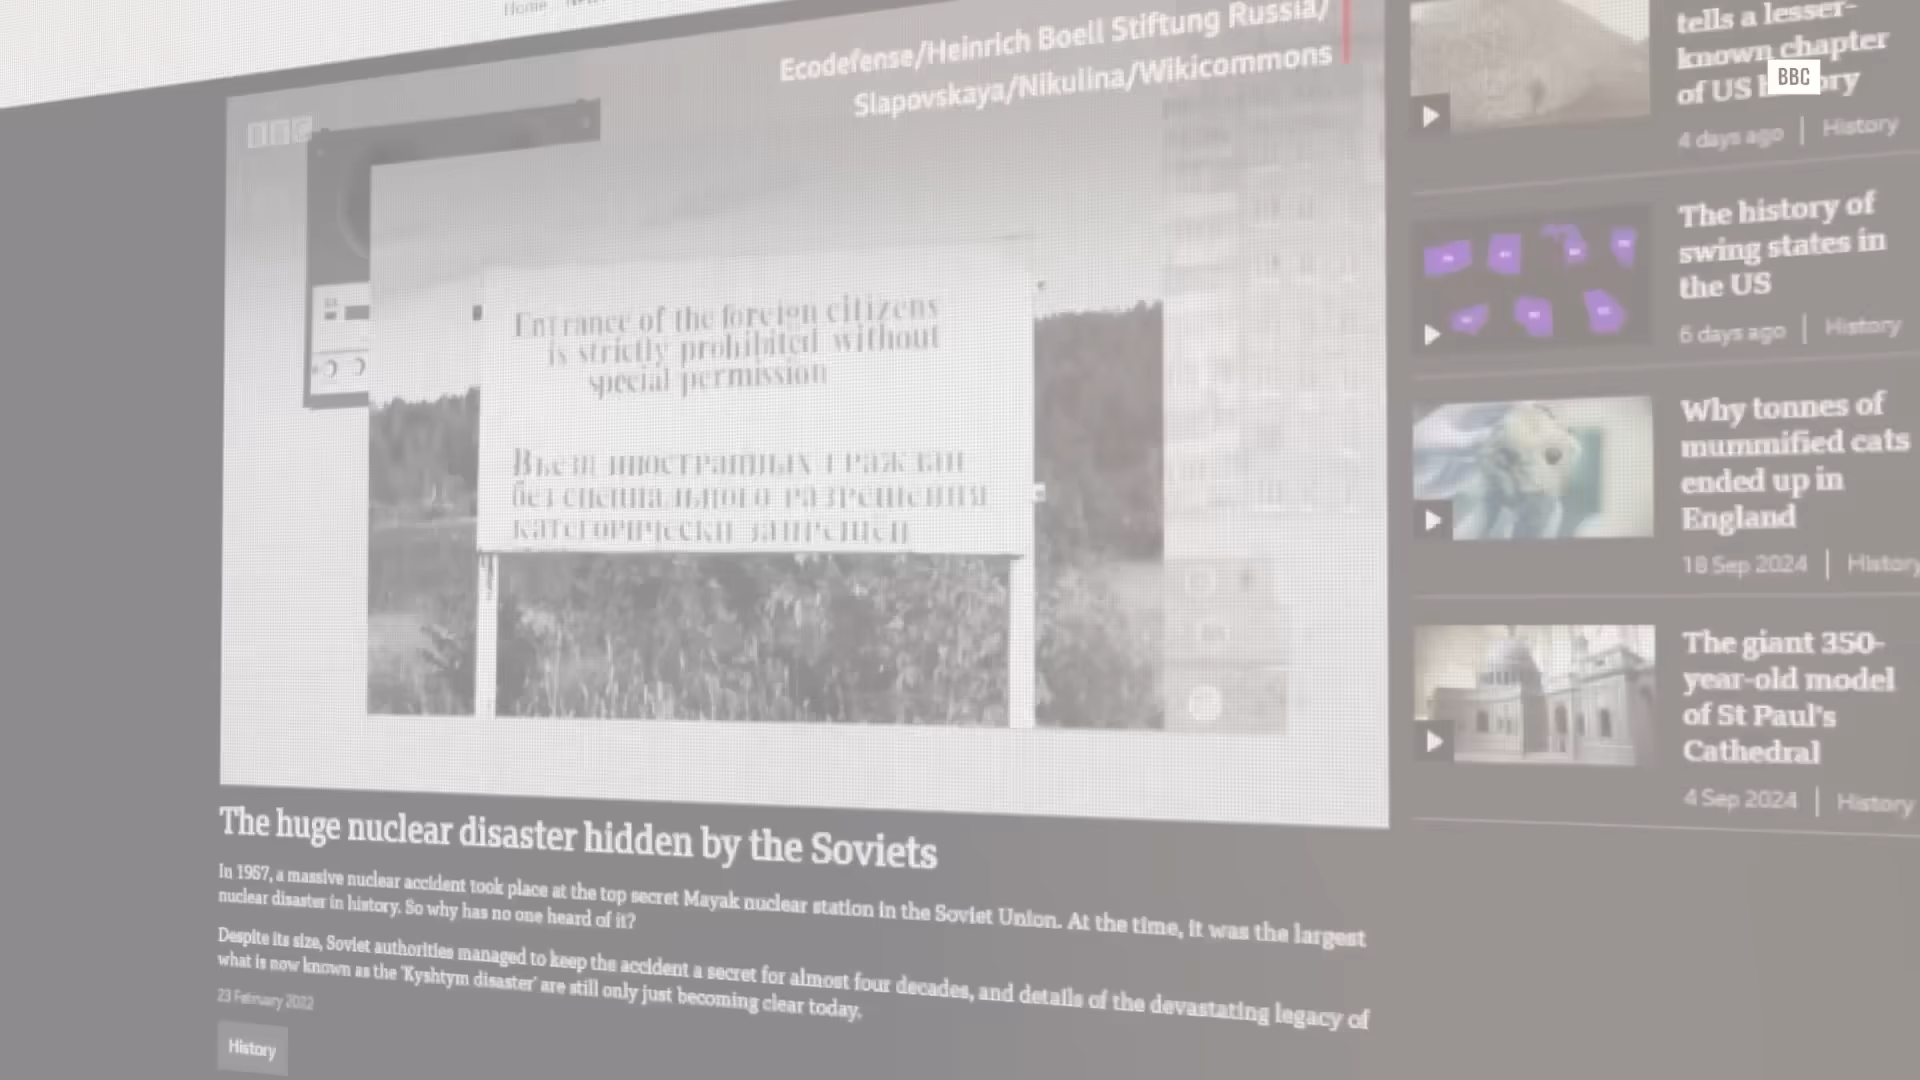 Home
Ecodefense/Heinrich Boell Stiftung Russia/
Slapovskaya/Nikulina/Wikicommons
BBC
Entrance of the foreign citizens
is strictly prohibited without
special permission
Въезд иностранных граждан
без специального разрешения
категорически запрещен
The huge nuclear disaster hidden by the Soviets
In 1957, a massive nuclear accident took place at the top secret Mayak nuclear station in the Soviet Union. At the time, it was the largest
nuclear disaster in history. So why has no one heard of it?
Despite its size, Soviet authorities managed to keep the accident a secret for almost four decades, and details of the devastating legacy of
what is now known as the 'Kyshtym disaster' are still only just becoming clear today.
23 February 2022
History
tells a lesser-
known chapter
of US
BBC
4 days ago | History
The history of
swing states in
the US
6 days ago | History
Why tonnes of
mummified cats
ended up in
England
18 Sep 2024 | History
The giant 350-
year-old model
of St Paul's
Cathedral
4 Sep 2024 | History